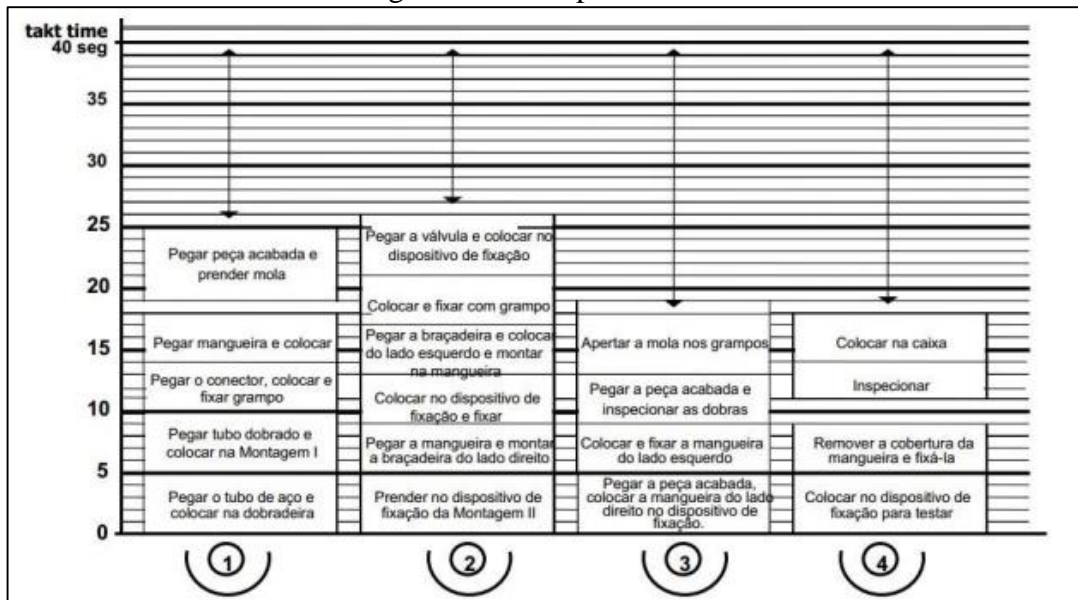 takt time
40 seg
35
30
25
20
15
10
5
0
Pegar peça acabada e
prender mola
Pegar mangueira e colocar
Pegar o conector, colocar e
fixar grampo
Pegar tubo dobrado e
colocar na Montagem I
Pegar o tubo de aço e
colocar na dobradeira
1
Pegar a válvula e colocar no
dispositivo de fixação
Colocar e fixar com grampo
Pegar a braçadeira e coloca
do lado esquerdo e montar
na mangueira
Colocar no dispositivo de
fixação e fixar
Pegar a mangueira e montar
a braçadeira do lado direito
Prender no dispositivo de
fixação da Montagem II
2
Apertar a mola nos grampos
Pegar a peça acabada e
inspecionar as dobras
Colocar e fixar a mangueira
do lado esquerdo
Pegar a peça acabada,
colocar a mangueira do lado
direito no dispositivo de
fixação.
3
Colocar na caixa
Inspecionar
Remover a cobertura da
mangueira e fixá-la
Colocar no dispositivo de
fixação para testar
4